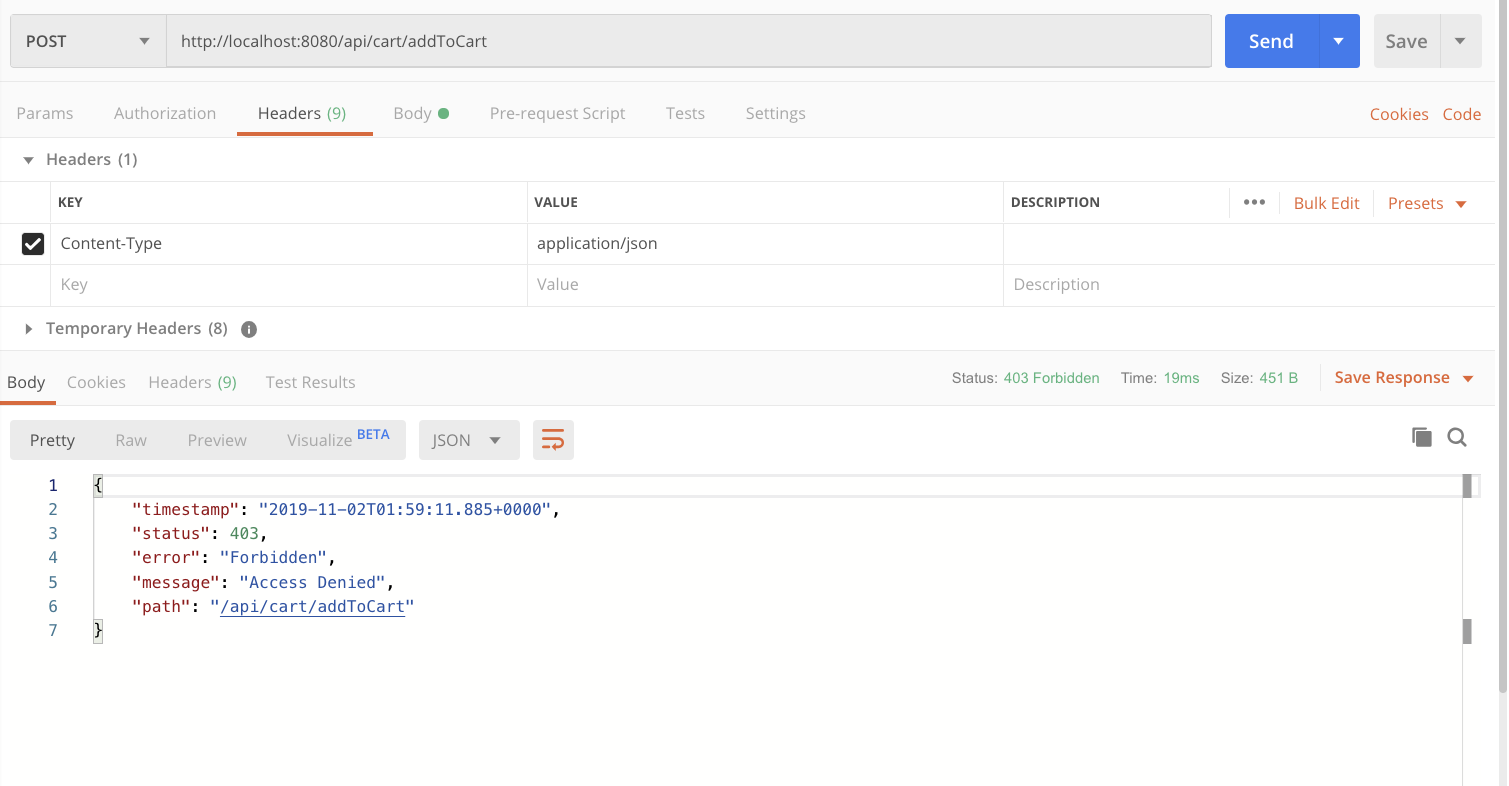 POST http://localhost:8080/api/cart/addToCart Send Save
Params Authorization Headers (9) Body Pre-request Script Tests Settings Cookies Code
Headers (1)
KEY VALUE DESCRIPTION ••• Bulk Edit Presets
Content-Type application/json
Key Value Description
Temporary Headers (8) i
Body Cookies Headers (9) Test Results Status: 403 Forbidden Time: 19ms Size: 451 B Save Response
Pretty Raw Preview Visualize BETA JSON
1 {
2 "timestamp": "2019-11-02T01:59:11.885+0000",
3 "status": 403,
4 "error": "Forbidden",
5 "message": "Access Denied",
6 "path": "/api/cart/addToCart"
7 }